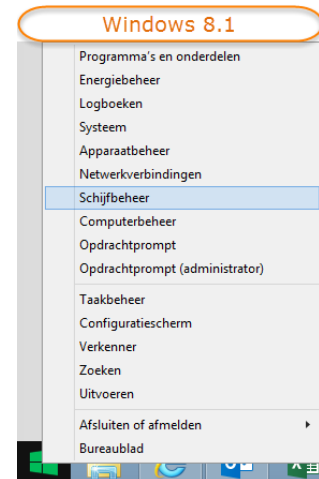 Windows 8.1
Programma's en onderdelen
Energiebeheer
Logboeken
Systeem
Apparaatbeheer
Netwerkverbindingen
Schijfbeheer
Computerbeheer
Opdrachtprompt
Opdrachtprompt (administrator)
Taakbeheer
Configuratiescherm
Verkenner
Zoeken
Uitvoeren
Afsluiten of afmelden
Bureaublad